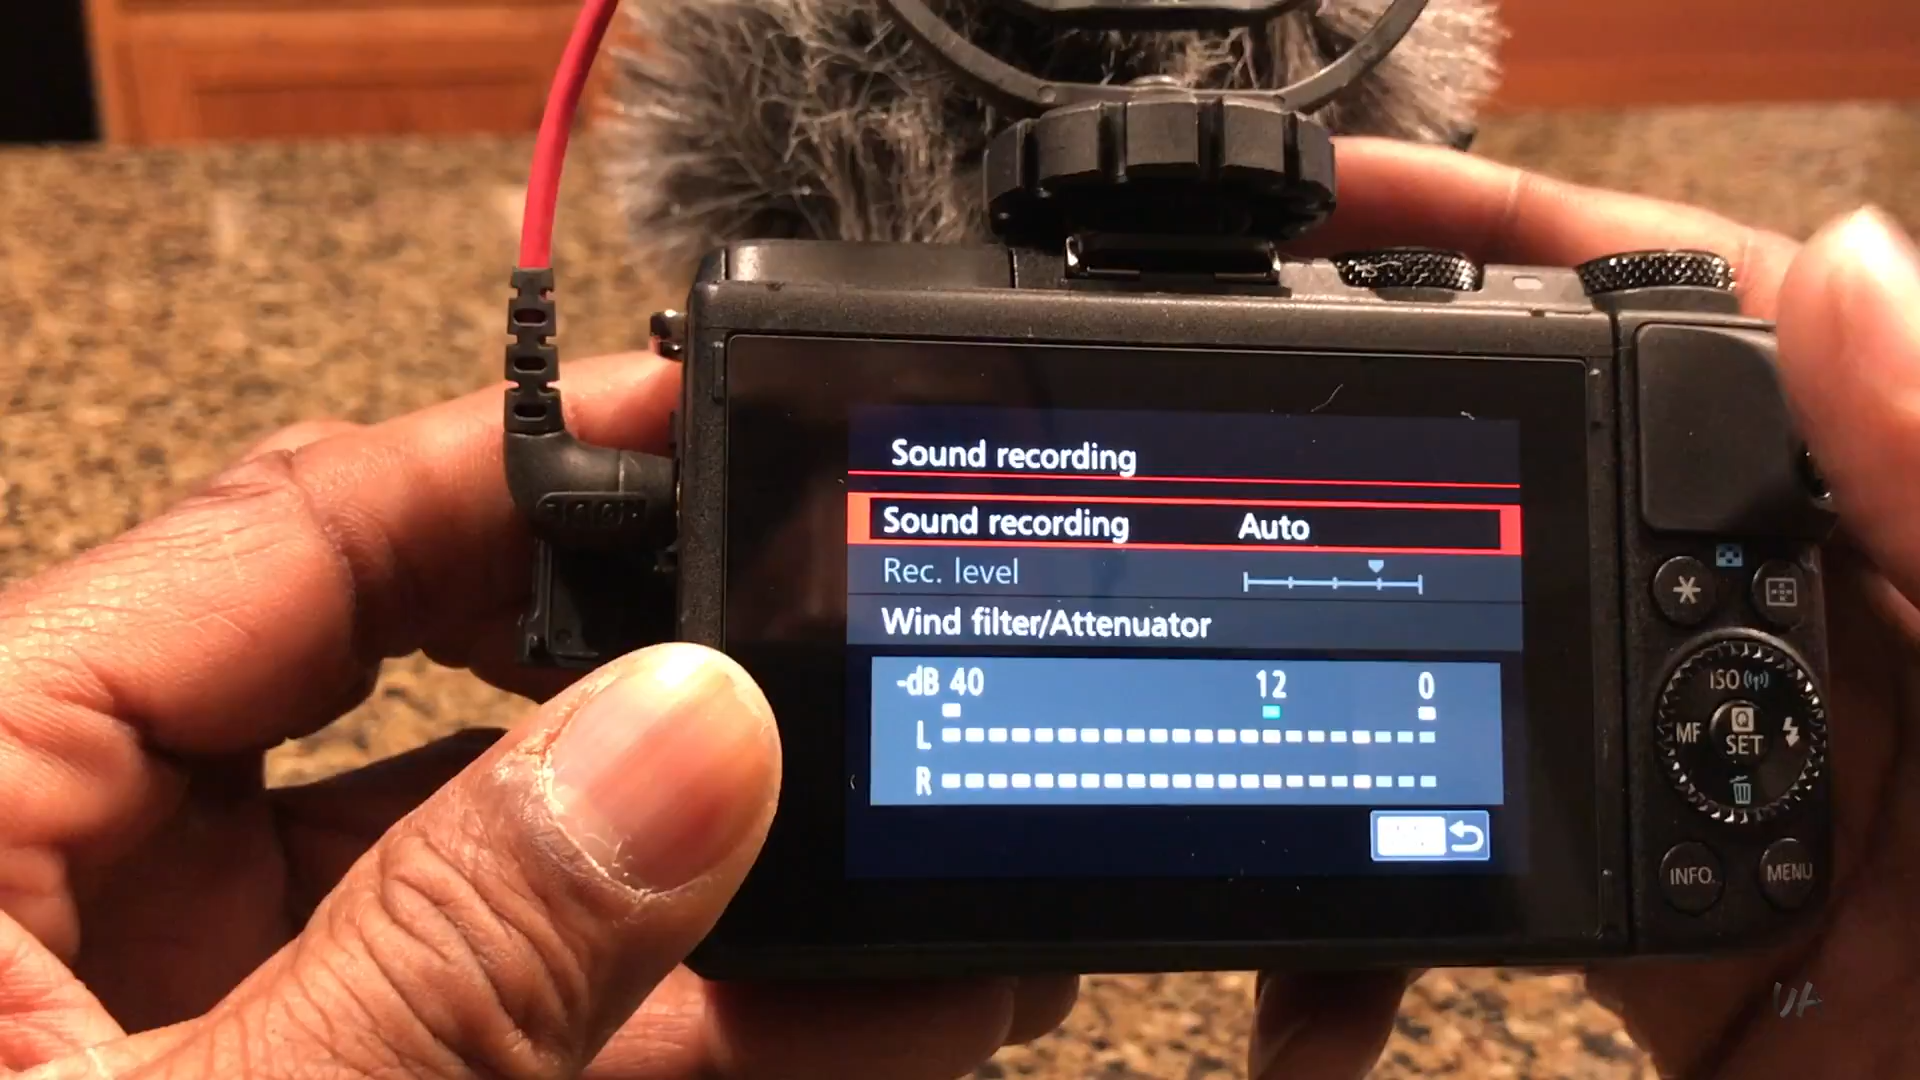 Sound recording
Sound recording Auto
Rec. level
Wind filter/Attenuator
-dB 40 12 0
L
R
ISO
MF
Q
SET
INFO.
MENU